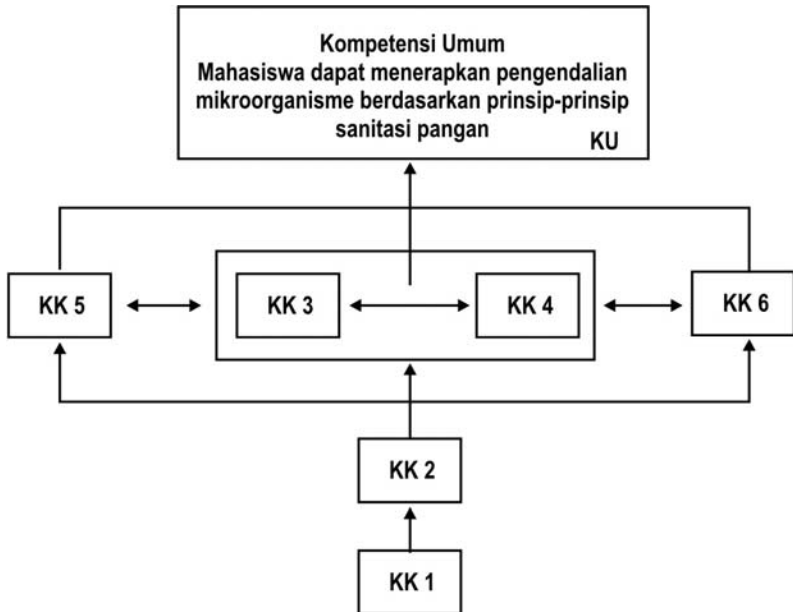 Kompetensi Umum
Mahasiswa dapat menerapkan pengendalian
mikroorganisme berdasarkan prinsip-prinsip
sanitasi pangan
KU
KK 5
KK 3
KK 4
KK 6
KK 2
KK 1